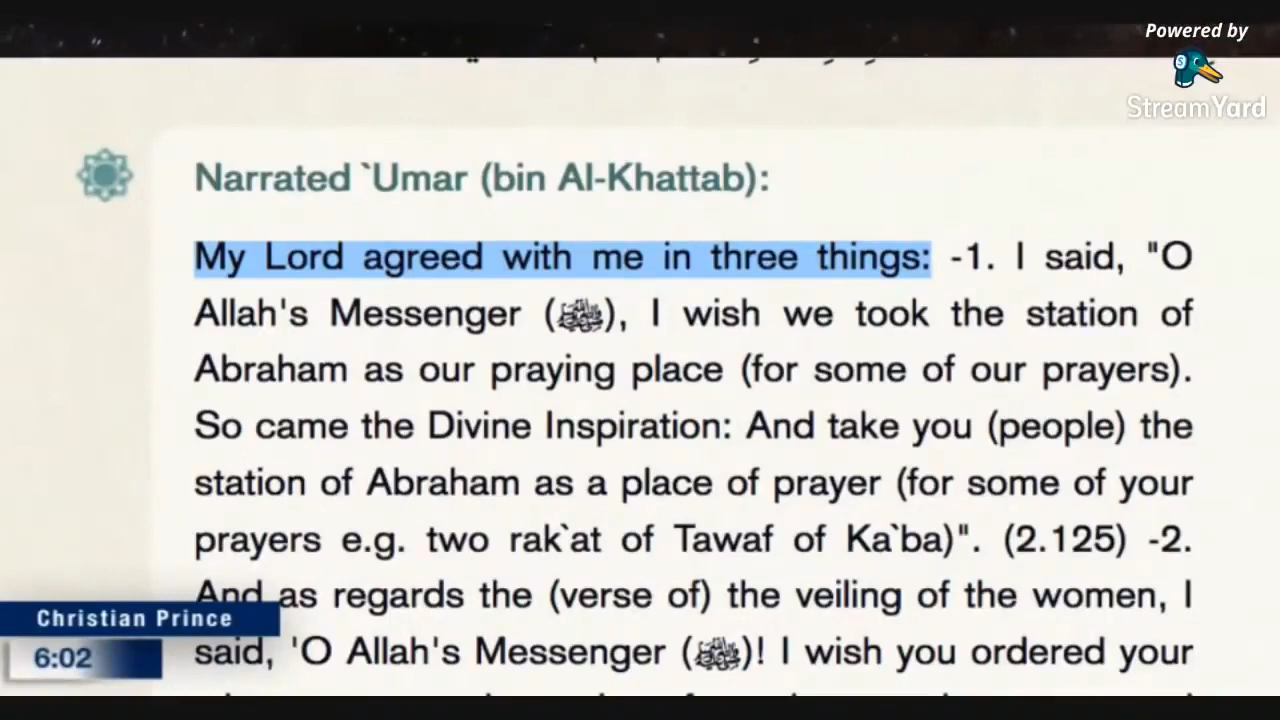 Powered by
StreamYard
Narrated `Umar (bin Al-Khattab):
My Lord agreed with me in three things: -1. I said, "O
Allah's Messenger (ﷺ), I wish we took the station of
Abraham as our praying place (for some of our prayers).
So came the Divine Inspiration: And take you (people) the
station of Abraham as a place of prayer (for some of your
prayers e.g. two rak`at of Tawaf of Ka`ba)". (2.125) -2.
And as regards the (verse of) the veiling of the women, I
said, 'O Allah's Messenger (ﷺ)! I wish you ordered your
Christian Prince
6:02